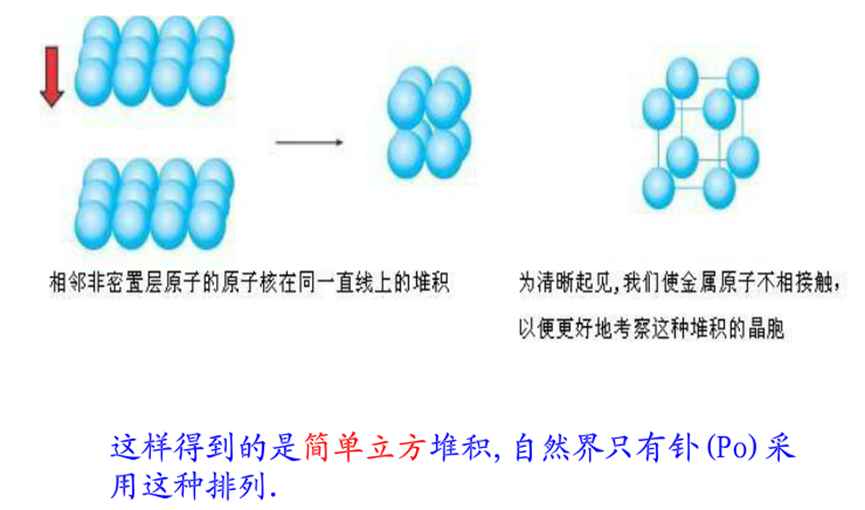 相邻非密置层原子的原子核在同一直线上的堆积
为清晰起见,我们使金属原子不相接触,
以便更好地考察这种堆积的晶胞
这样得到的是简单立方堆积,自然界只有钋(Po)采
用这种排列.